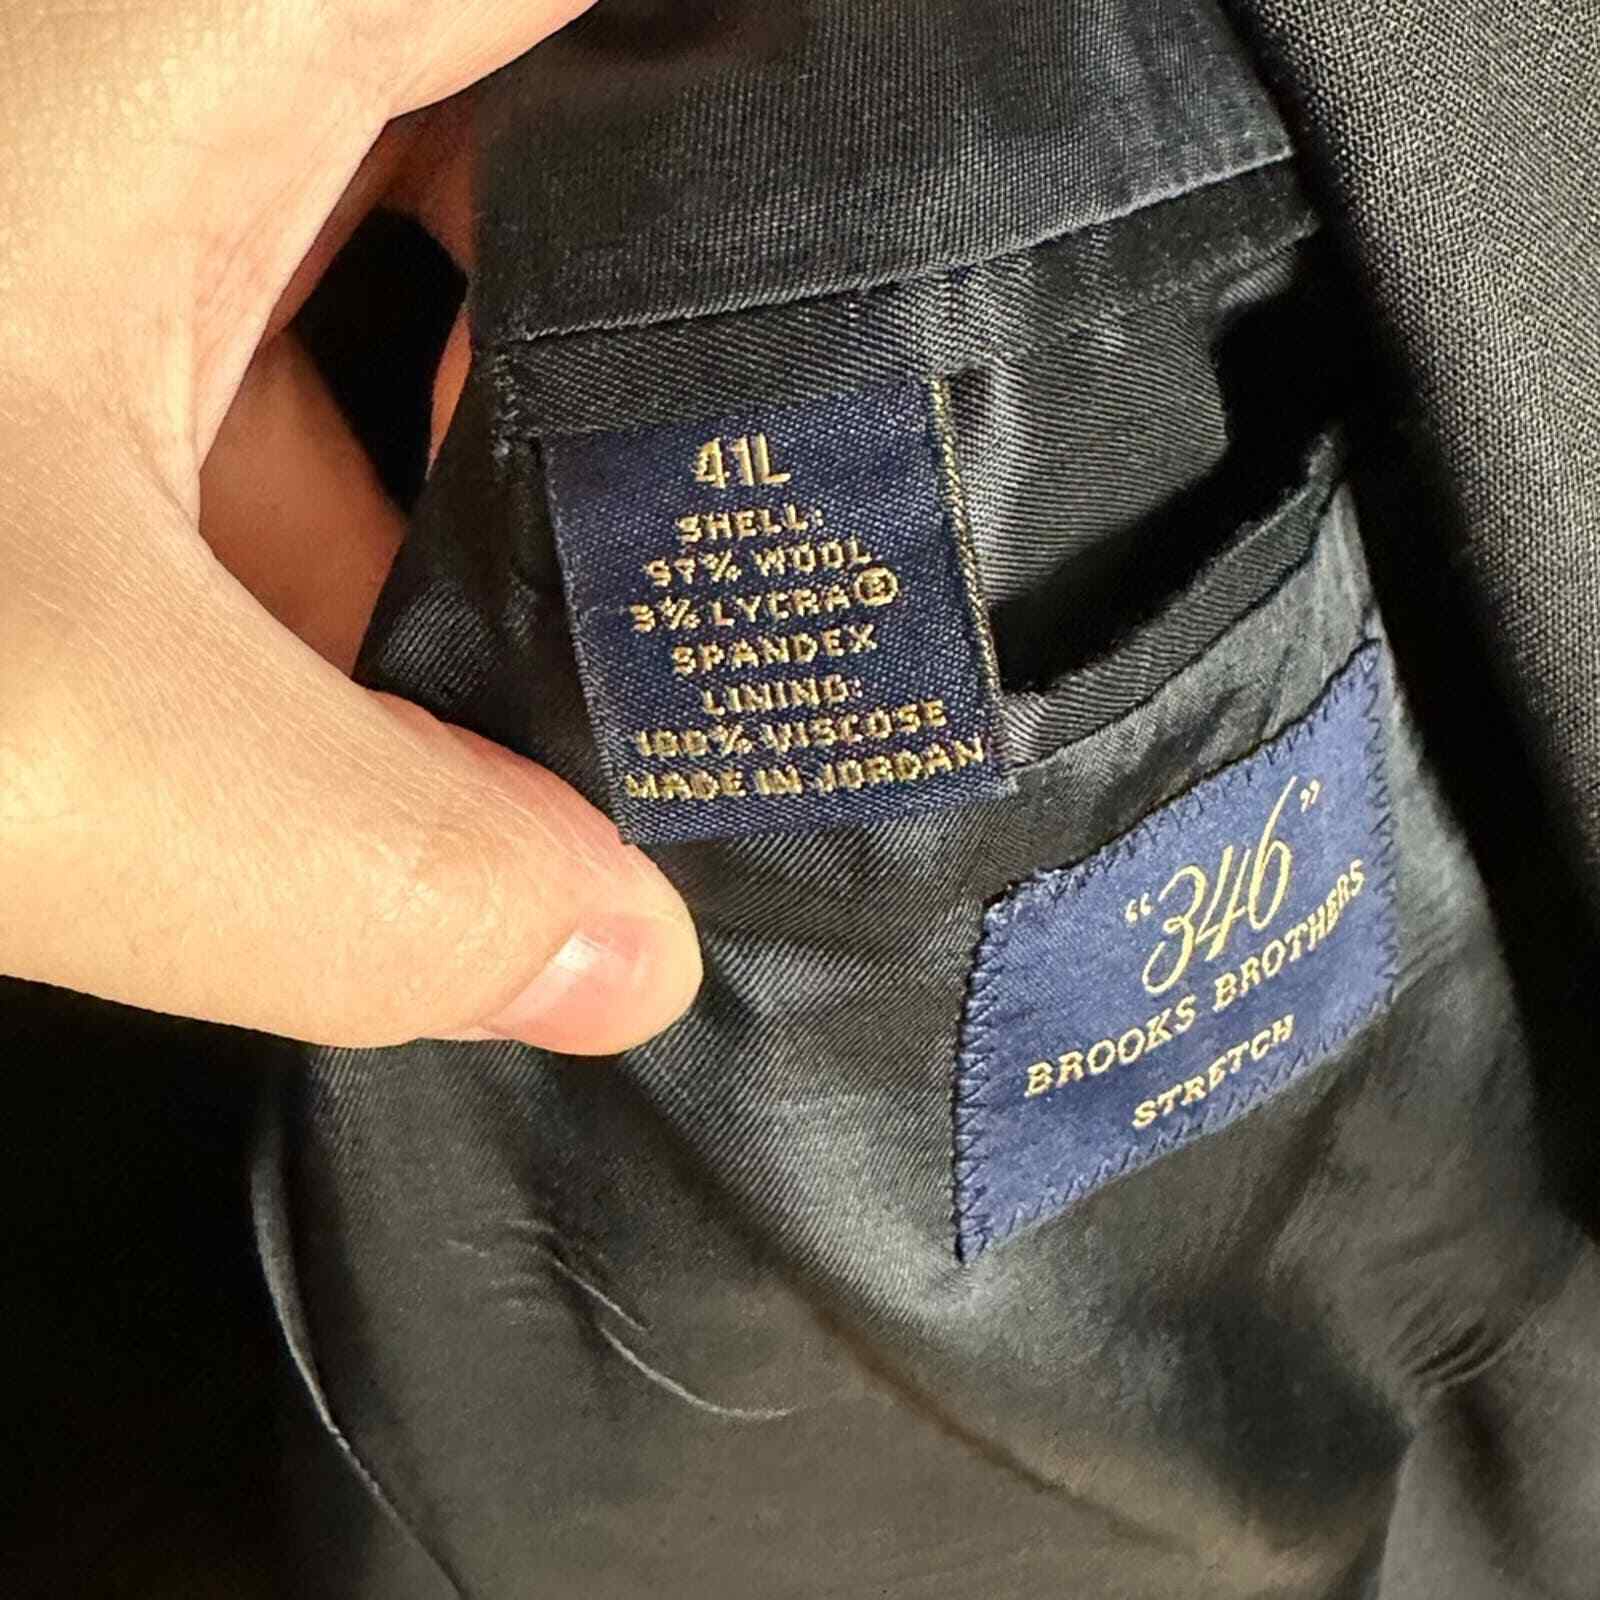 41L
SHELL:
97% WOOL
3% LYCRA®
SPANDEX
LINING:
100% VISCOSE
MADE IN JORDAN
“346”
BROOKS BROTHERS
STRETCH